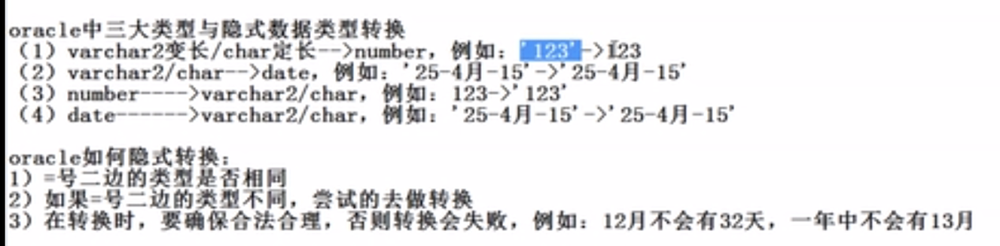 oracle中三大类型与隐式数据类型转换
（1）varchar2变长/char定长-->number，例如：'123'->123
（2）varchar2/char-->date，例如：'25-4月-15'->'25-4月-15'
（3）number---->varchar2/char，例如：123->'123'
（4）date------>varchar2/char，例如：'25-4月-15'->'25-4月-15'
oracle如何隐式转换：
1）=号二边的类型是否相同
2）如果=号二边的类型不同，尝试的去做转换
3）在转换时，要确保合法合理，否则转换会失败，例如：12月不会有32天，一年中不会有13月